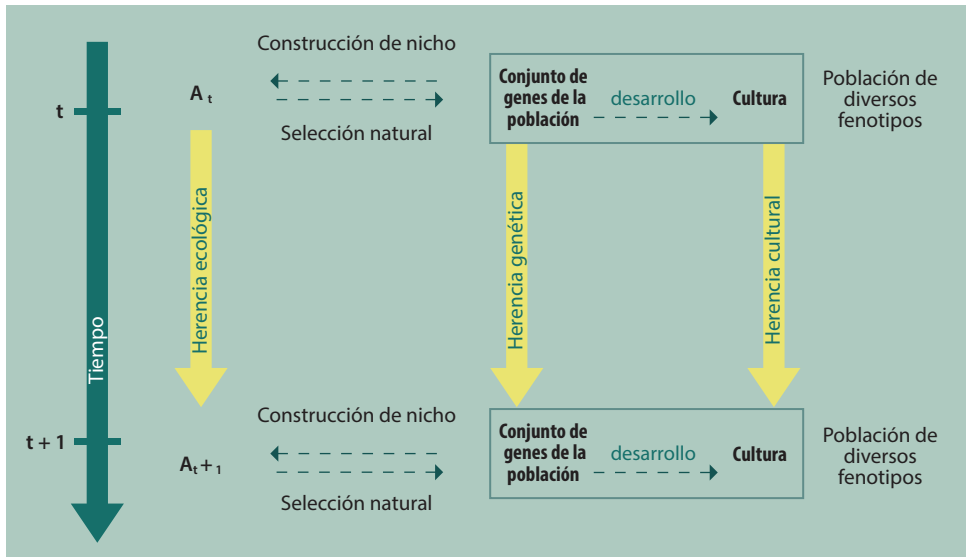 Construcción de nicho
t
A t
Selección natural
Conjunto de
genes de la
población
desarrollo
Cultura
Población de
diversos
fenotipos
Tiempo
Herencia ecológica
Herencia genética
Herencia cultural
Construcción de nicho
t + 1
At+ 1
Selección natural
Conjunto de
genes de la
población
desarrollo
Cultura
Población de
diversos
fenotipos